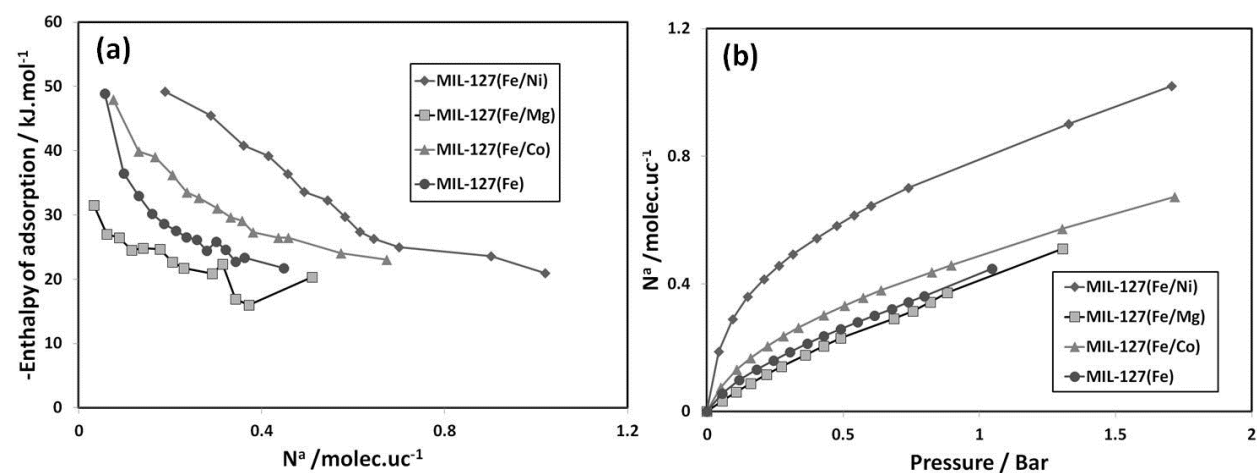 (a)
-Enthalpy of adsorption / kJ.mol⁻¹
60
50
40
30
20
10
0
0
0.4
0.8
1.2
Nᵃ /molec.uc⁻¹
MIL-127(Fe/Ni)
MIL-127(Fe/Mg)
MIL-127(Fe/Co)
MIL-127(Fe)
(b)
Nᵃ /molec.uc⁻¹
1.2
0.8
0.4
0
0
0.5
1
1.5
2
Pressure / Bar
MIL-127(Fe/Ni)
MIL-127(Fe/Mg)
MIL-127(Fe/Co)
MIL-127(Fe)